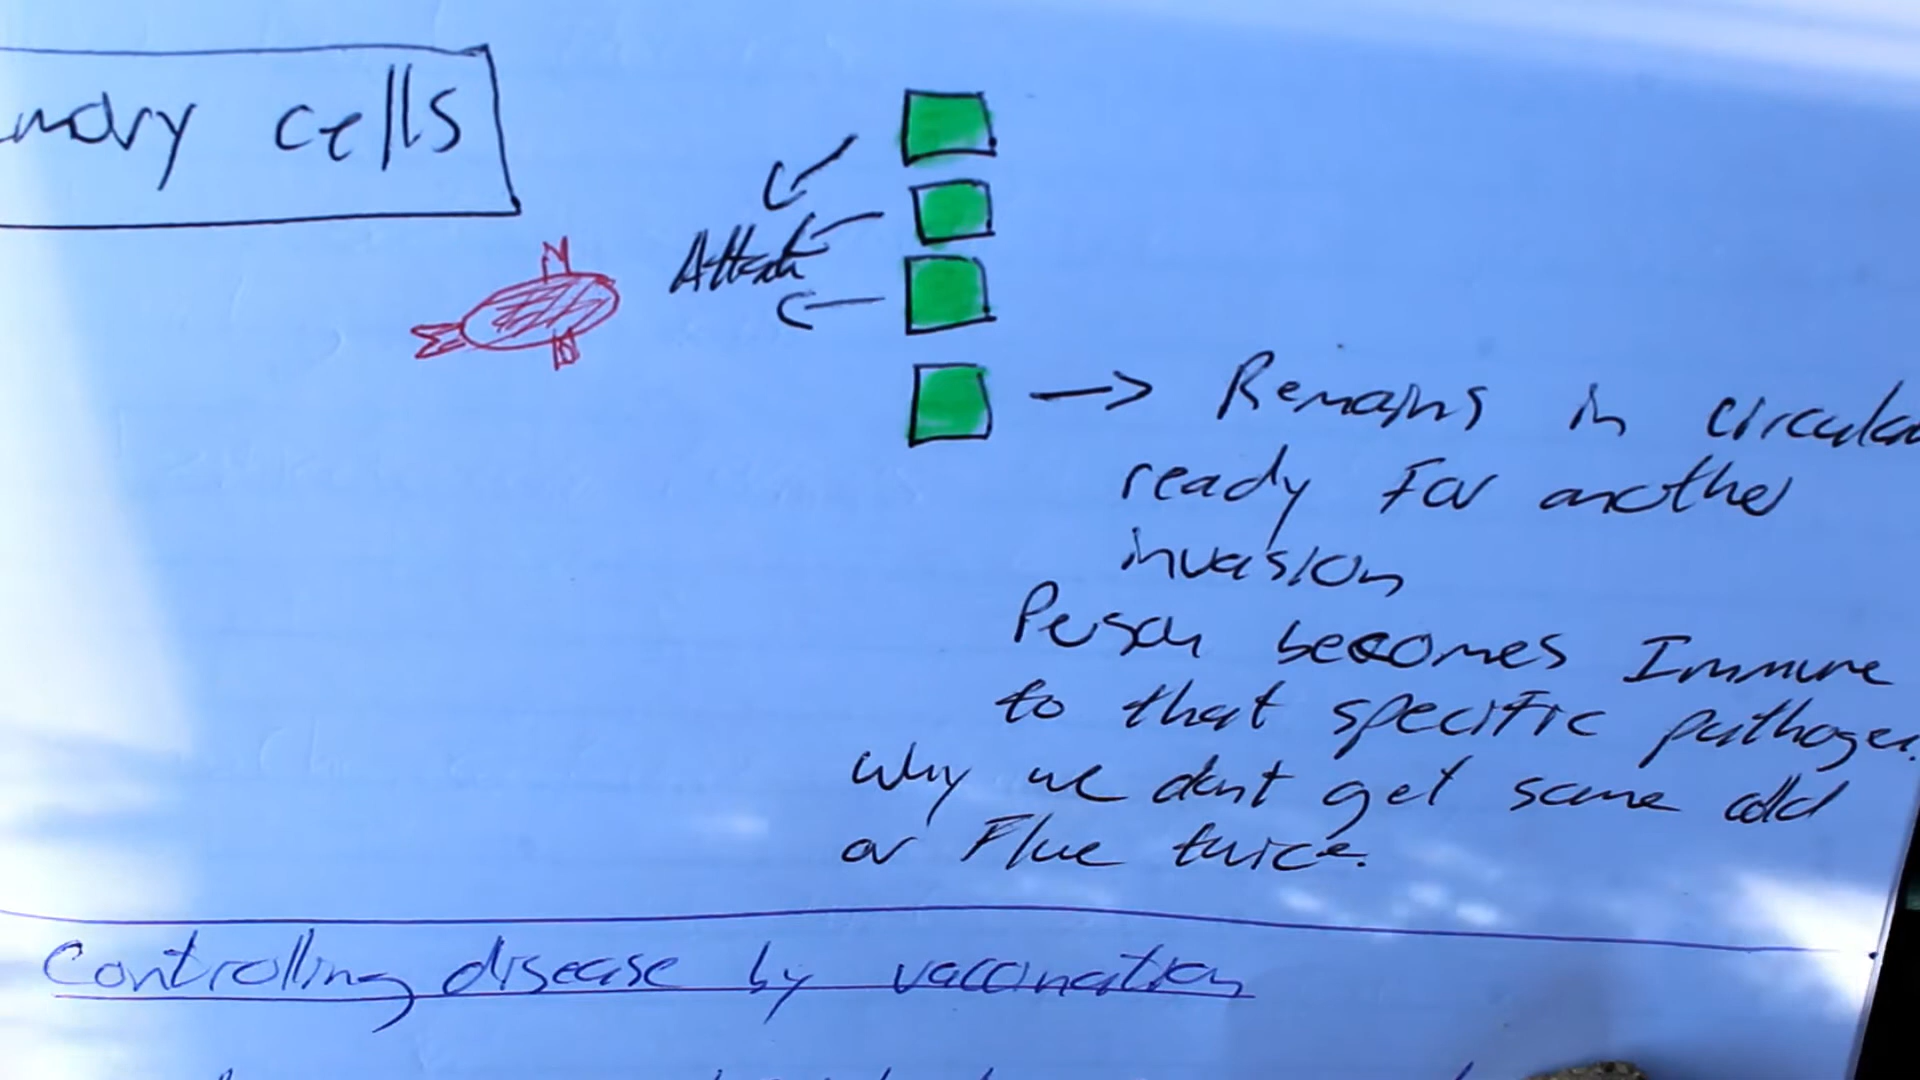 cells
Attack
Remains in
ready For another
invasion
Person becomes Immune
to that specific pathogen.
why we dont get same cold
or Flue twice.
Controlling disease by vaccination